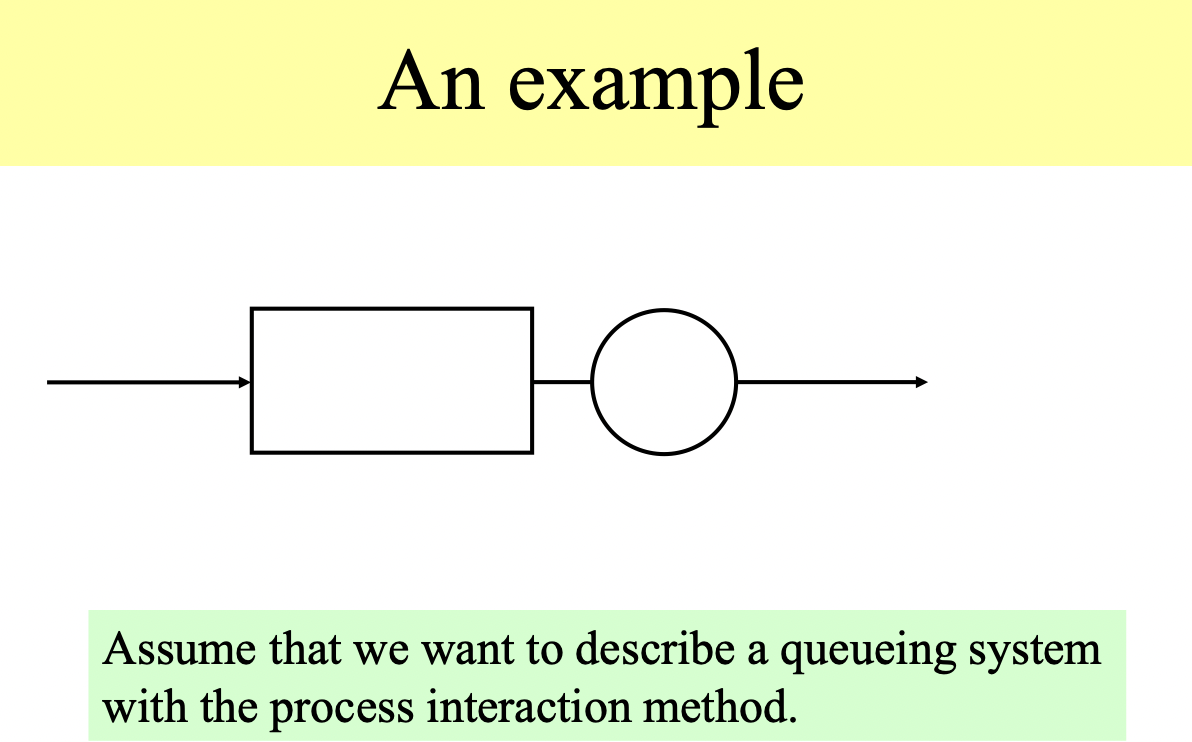 An example
Assume that we want to describe a queueing system
with the process interaction method.